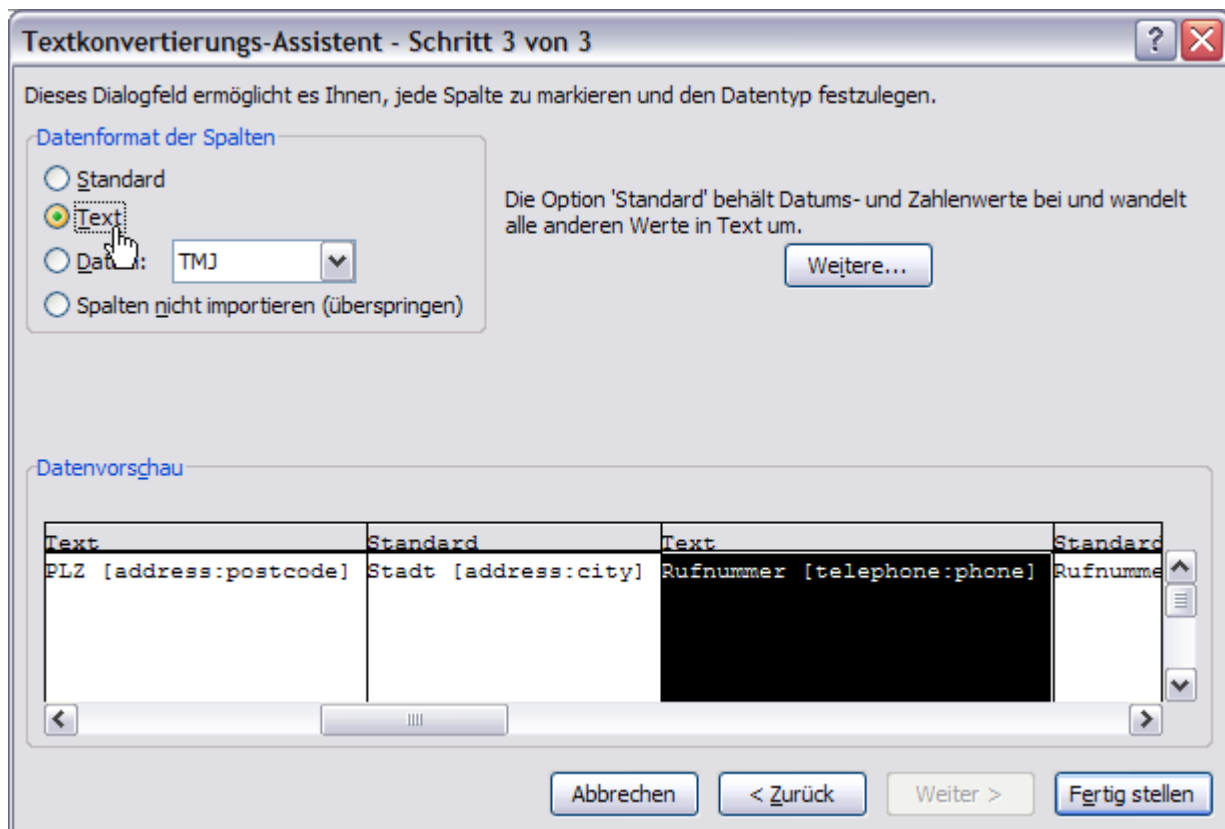 Textkonvertierungs-Assistent - Schritt 3 von 3
Dieses Dialogfeld ermöglicht es Ihnen, jede Spalte zu markieren und den Datentyp festzulegen.
Datenformat der Spalten
Standard
Text
TMJ
Spalten nicht importieren (überspringen)
Die Option 'Standard' behält Datums- und Zahlenwerte bei und wandelt
alle anderen Werte in Text um.
Weitere...
Datenvorschau
Text Standard Text Standard
PLZ [address:postcode] Stadt [address:city] Rufnummer [telephone:phone] Rufnumme
Abbrechen < Zurück Weiter > Fertig stellen